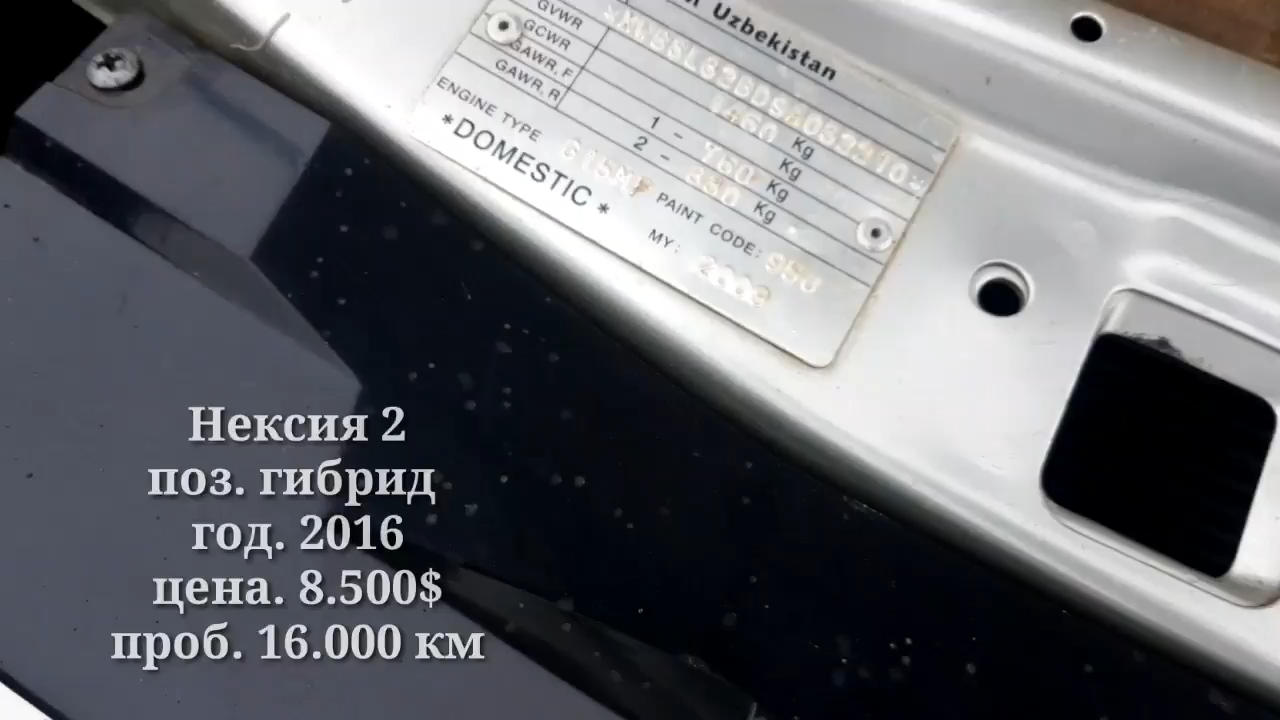 Uzbekistan
GVWR
GCWR
GAWR, F
GAWR, R
1460 Kg
Kg
1 - 760 Kg
2 - Kg
ENGINE TYPE
PAINT CODE:
*DOMESTIC*
MY:
Нексия 2
поз. гибрид
год. 2016
цена. 8.500$
проб. 16.000 км